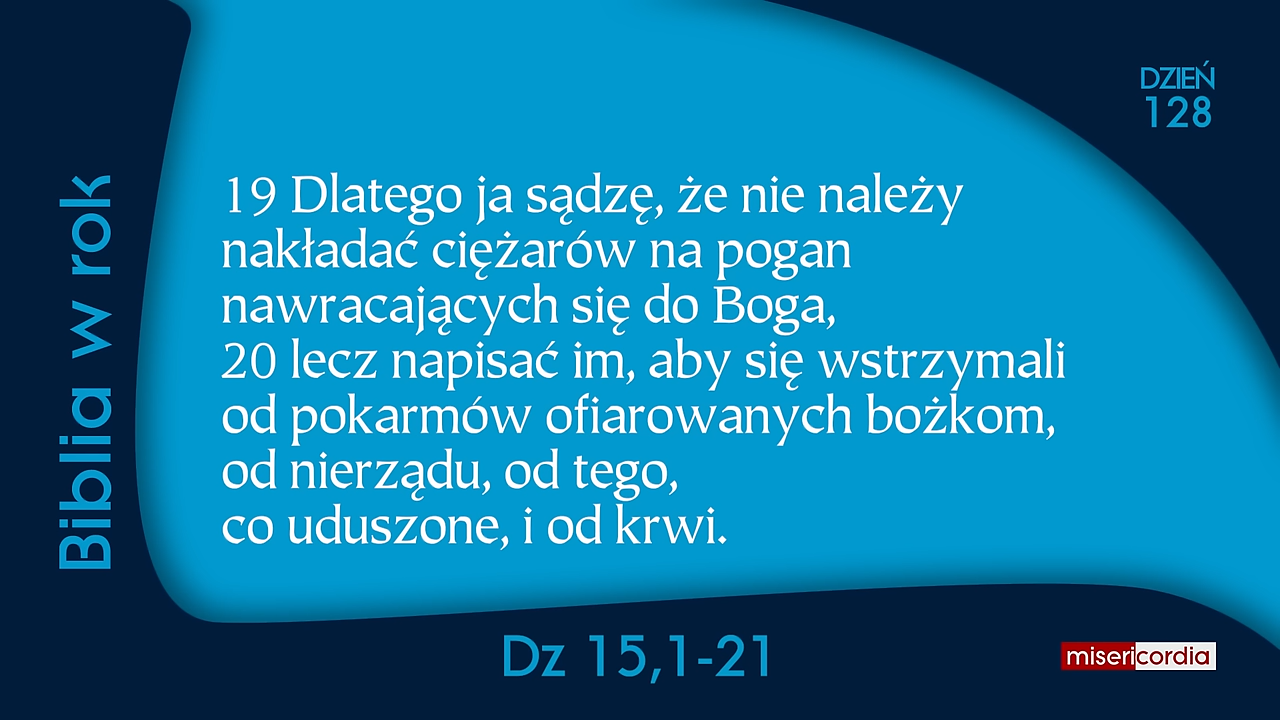 DZIEŃ
128
Biblia w rok
19 Dlatego ja sądzę, że nie należy
nakładać ciężarów na pogan
nawracających się do Boga,
20 lecz napisać im, aby się wstrzymali
od pokarmów ofiarowanych bożkom,
od nierządu, od tego,
co uduszone, i od krwi.
Dz 15,1-21
misericordia